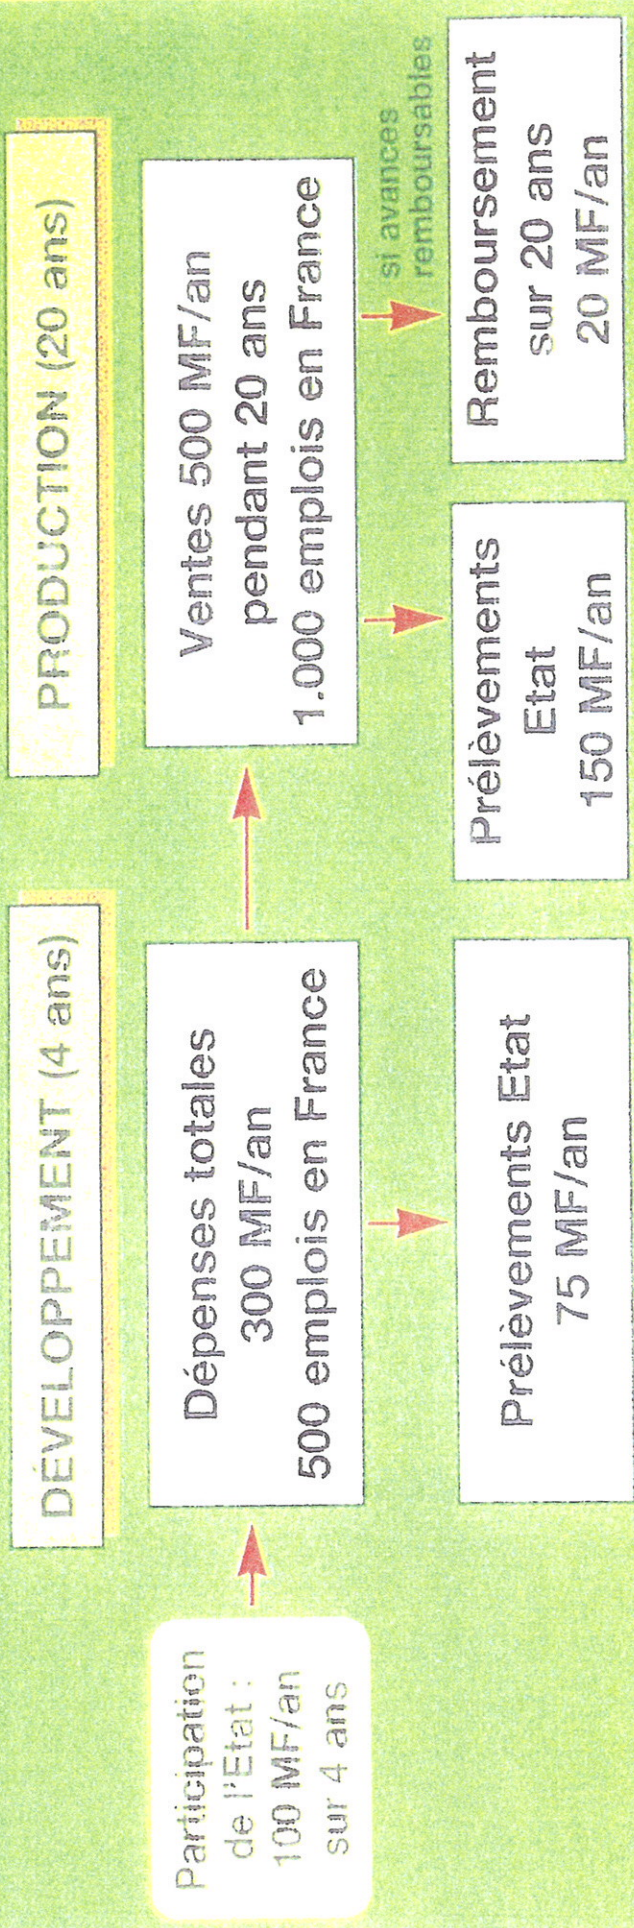 DÉVELOPPEMENT (4 ans)
PRODUCTION (20 ans)
Participation
de l'Etat :
100 MF/an
sur 4 ans
Dépenses totales
300 MF/an
500 emplois en France
Ventes 500 MF/an
pendant 20 ans
1.000 emplois en France
si avances
remboursables
Prélèvements Etat
75 MF/an
Prélèvements
Etat
150 MF/an
Remboursement
sur 20 ans
20 MF/an